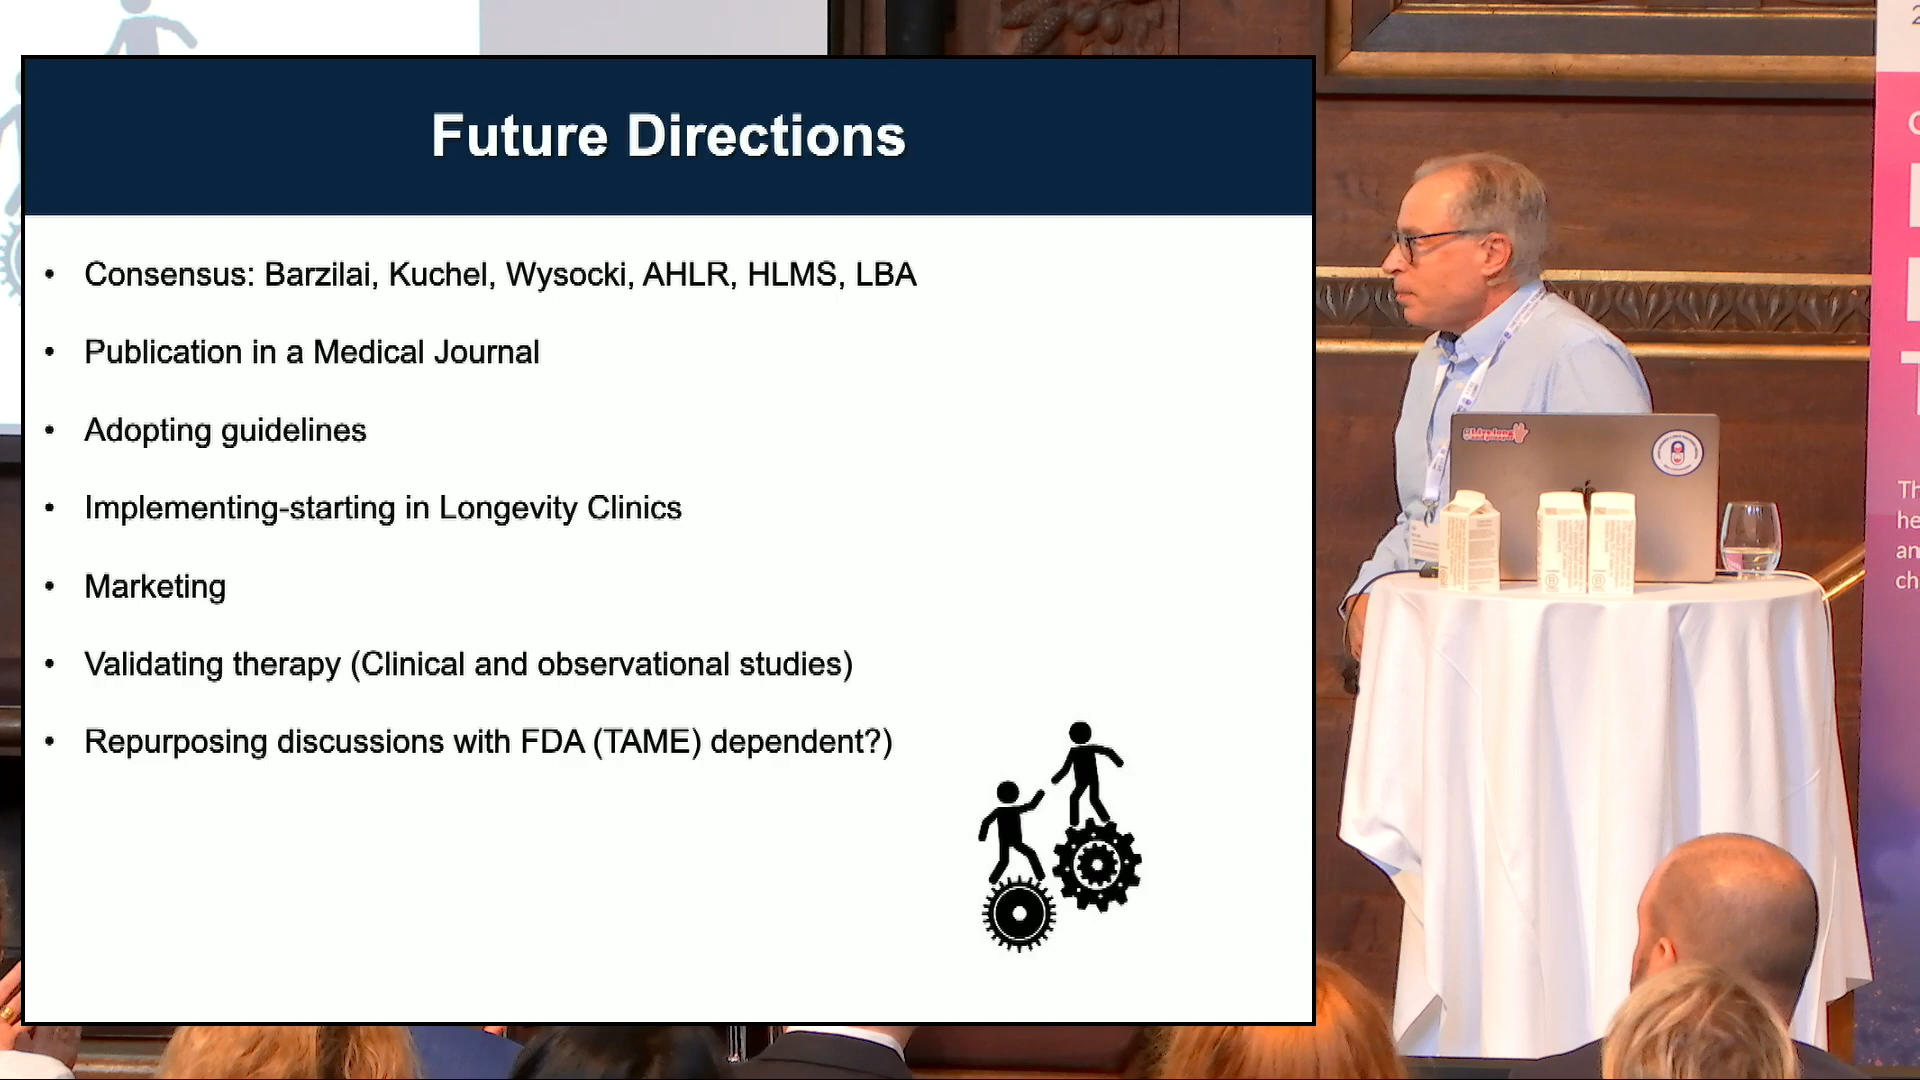 Future Directions
• Consensus: Barzilai, Kuchel, Wysocki, AHLR, HLMS, LBA
• Publication in a Medical Journal
• Adopting guidelines
• Implementing-starting in Longevity Clinics
• Marketing
• Validating therapy (Clinical and observational studies)
• Repurposing discussions with FDA (TAME) dependent?)
Th
he
an
ch